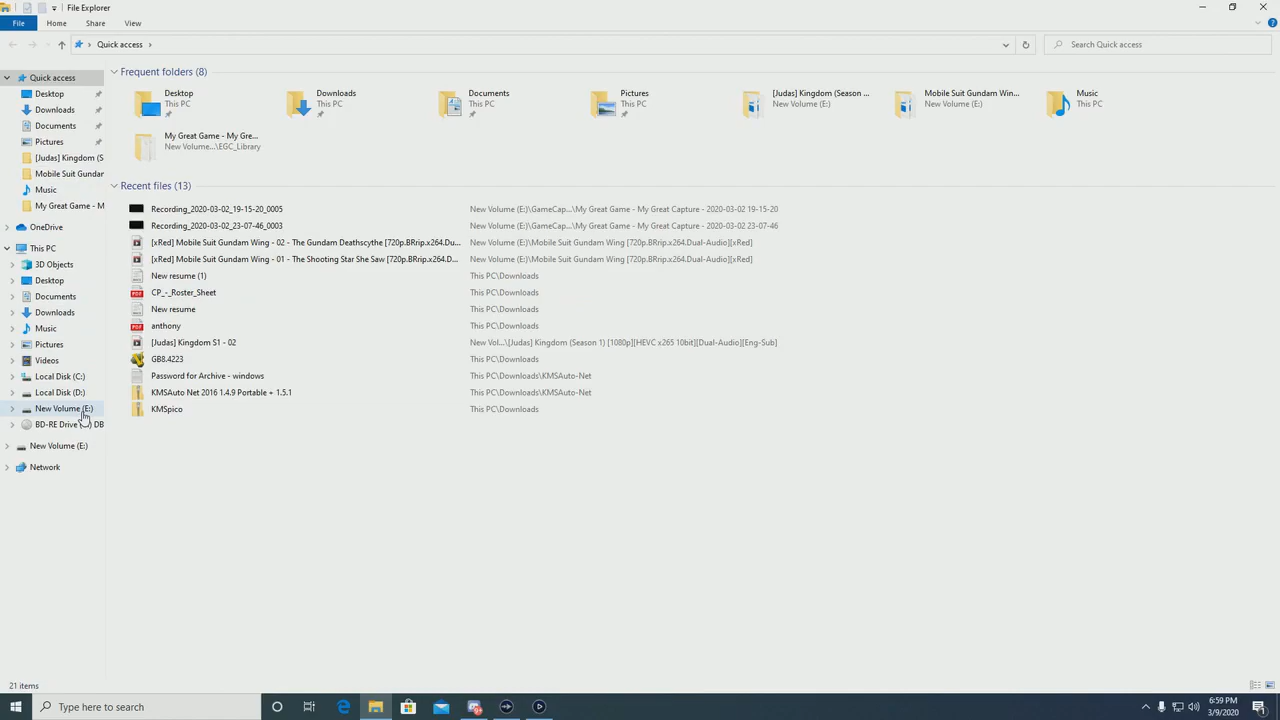 File Explorer
File Home Share View
Quick access
Search Quick access
Quick access
Desktop
Downloads
Documents
Pictures
[Judas] Kingdom (S
Mobile Suit Gundar
Music
My Great Game - M
OneDrive
This PC
3D Objects
Desktop
Documents
Downloads
Music
Pictures
Videos
Local Disk (C:)
Local Disk (D:)
New Volume (E:)
BD-RE Drive DB
New Volume (E:)
Network
Frequent folders (8)
Desktop
This PC
Downloads
This PC
Documents
This PC
Pictures
This PC
[Judas] Kingdom (Season ...
New Volume (E:)
Mobile Suit Gundam Win...
New Volume (E:)
Music
This PC
My Great Game - My Gre...
New Volume...\EGC_Library
Recent files (13)
Recording_2020-03-02_19-15-20_0005 New Volume (E:)\GameCap...\My Great Game - My Great Capture - 2020-03-02 19-15-20
Recording_2020-03-02_23-07-46_0003 New Volume (E:)\GameCap...\My Great Game - My Great Capture - 2020-03-02 23-07-46
[xRed] Mobile Suit Gundam Wing - 02 - The Gundam Deathscythe [720p.BRrip.x264.Du... New Volume (E:)\Mobile Suit Gundam Wing [720p.BRrip.x264.Dual-Audio][xRed]
[xRed] Mobile Suit Gundam Wing - 01 - The Shooting Star She Saw [720p.BRrip.x264.D... New Volume (E:)\Mobile Suit Gundam Wing [720p.BRrip.x264.Dual-Audio][xRed]
New resume (1) This PC\Downloads
CP_-_Roster_Sheet This PC\Downloads
New resume This PC\Downloads
anthony This PC\Downloads
[Judas] Kingdom S1 - 02 New Vol...\[Judas] Kingdom (Season 1) [1080p][HEVC x265 10bit][Dual-Audio][Eng-Sub]
GB8.4223 This PC\Downloads
Password for Archive - windows This PC\Downloads\KMSAuto-Net
KMSAuto Net 2016 1.4.9 Portable + 1.5.1 This PC\Downloads\KMSAuto-Net
KMSpico This PC\Downloads
21 items
Type here to search
6:59 PM
3/9/2020